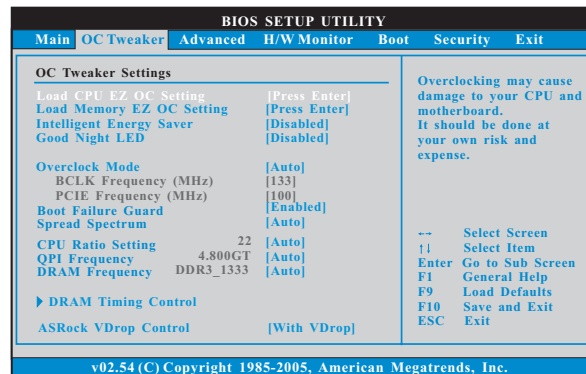 BIOS SETUP UTILITY
Main OC Tweaker Advanced H/W Monitor Boot Security Exit
OC Tweaker Settings
Load CPU EZ OC Setting [Press Enter]
Load Memory EZ OC Setting [Press Enter]
Intelligent Energy Saver [Disabled]
Good Night LED [Disabled]
Overclock Mode [Auto]
BCLK Frequency (MHz) [133]
PCIE Frequency (MHz) [100]
Boot Failure Guard [Enabled]
Spread Spectrum [Auto]
CPU Ratio Setting 22 [Auto]
QPI Frequency 4.800GT [Auto]
DRAM Frequency DDR3_1333 [Auto]
DRAM Timing Control
ASRock VDrop Control [With VDrop]
Overclocking may cause
damage to your CPU and
motherboard.
It should be done at
your own risk and
expense.
←→ Select Screen
↑↓ Select Item
Enter Go to Sub Screen
F1 General Help
F9 Load Defaults
F10 Save and Exit
ESC Exit
v02.54 (C) Copyright 1985-2005, American Megatrends, Inc.